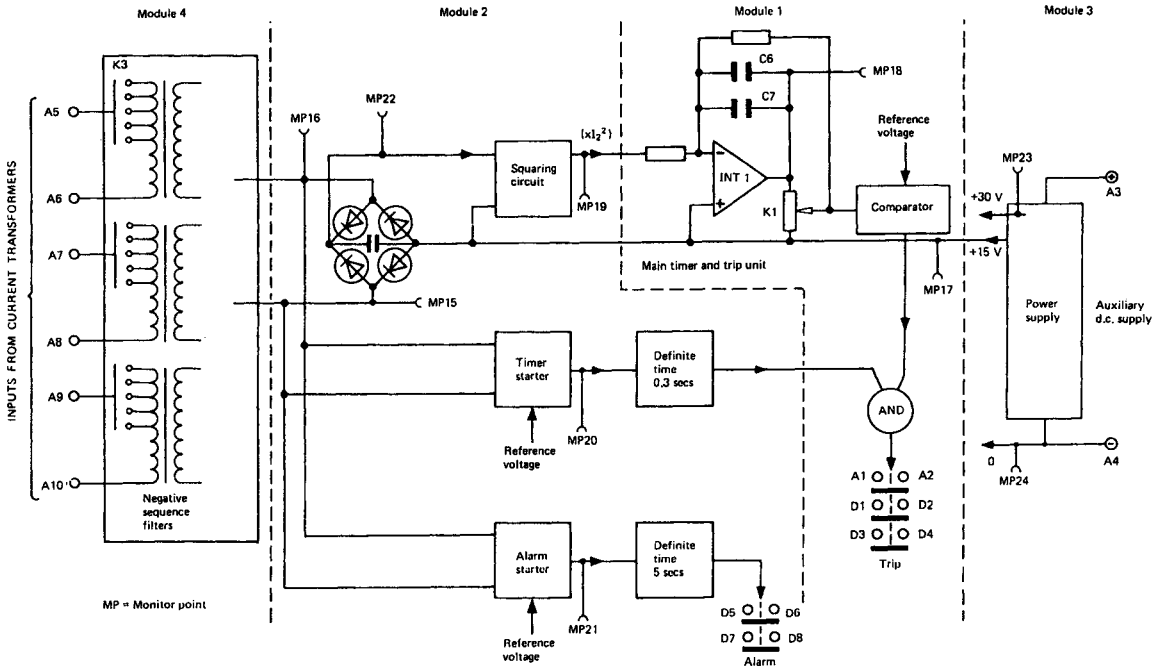 Module 4
Module 2
Module 1
Module 3
K3
A5
A6
A7
A8
A9
A10
INPUTS FROM CURRENT TRANSFORMERS
Negative
sequence
filters
MP = Monitor point
MP16
MP22
MP15
Squaring
circuit
(xI₂²)
MP19
C6
C7
MP18
INT 1
K1
Reference
voltage
Comparator
Main timer and trip unit
MP17
MP23
+30 V
+15 V
A3
Power
supply
Auxiliary
d.c. supply
0
MP24
A4
Timer
starter
Reference
voltage
MP20
Definite
time
0,3 secs
AND
A1 A2
D1 D2
D3 D4
Trip
Alarm
starter
Reference
voltage
MP21
Definite
time
5 secs
D5 D6
D7 D8
Alarm